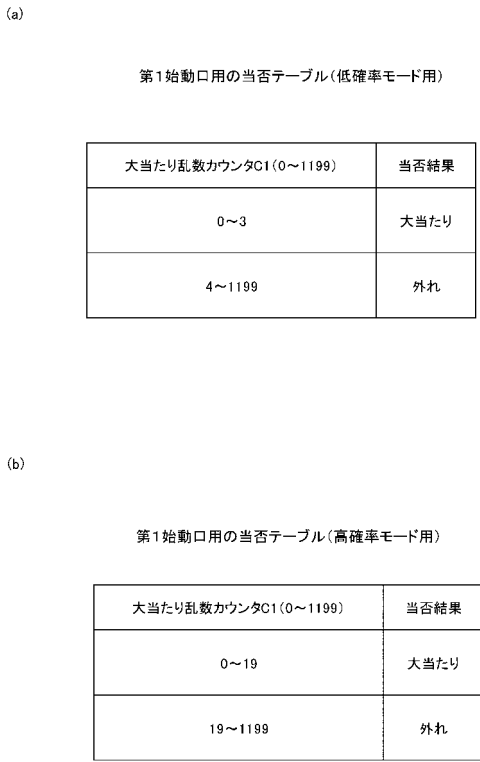 (a)
第1始動口用の当否テーブル(低確率モード用)
大当たり乱数カウンタC1(0～1199) 当否結果
0～3 大当たり
4～1199 外れ
(b)
第1始動口用の当否テーブル(高確率モード用)
大当たり乱数カウンタC1(0～1199) 当否結果
0～19 大当たり
19～1199 外れ